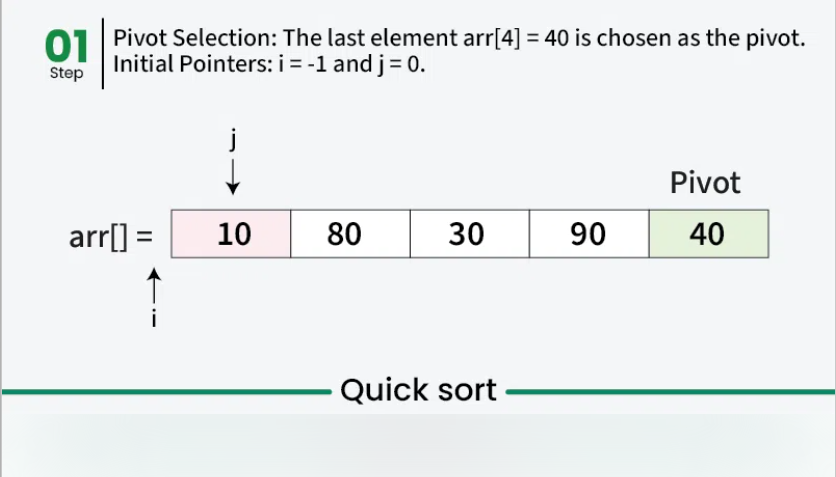 01
Step
Pivot Selection: The last element arr[4] = 40 is chosen as the pivot.
Initial Pointers: i = -1 and j = 0.
j
Pivot
arr[] = 10 80 30 90 40
i
Quick sort